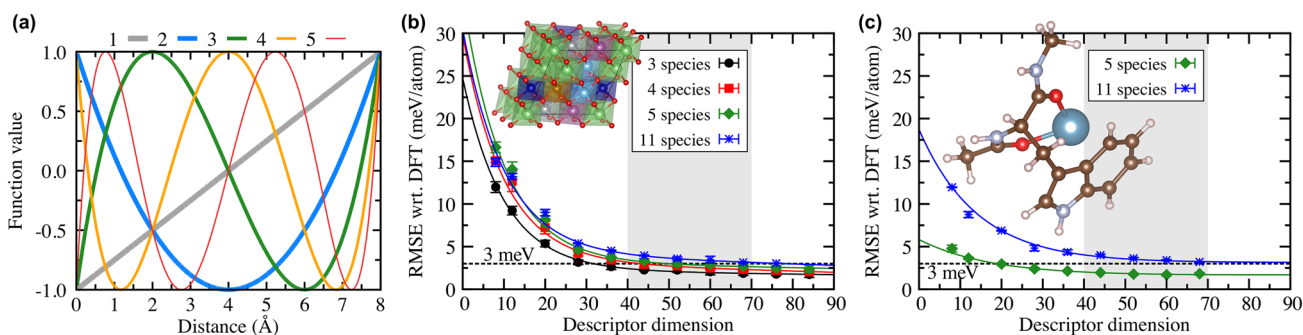 (a)
1 2 3 4 5
1.0
0.5
0.0
-0.5
-1.0
Function value
0 1 2 3 4 5 6 7 8
Distance (Å)
(b)
30
25
20
15
10
5
0
RMSE wrt. DFT (meV/atom)
3 species
4 species
5 species
11 species
3 meV
0 10 20 30 40 50 60 70 80 90
Descriptor dimension
(c)
30
25
20
15
10
5
0
RMSE wrt. DFT (meV/atom)
5 species
11 species
3 meV
0 10 20 30 40 50 60 70 80 90
Descriptor dimension